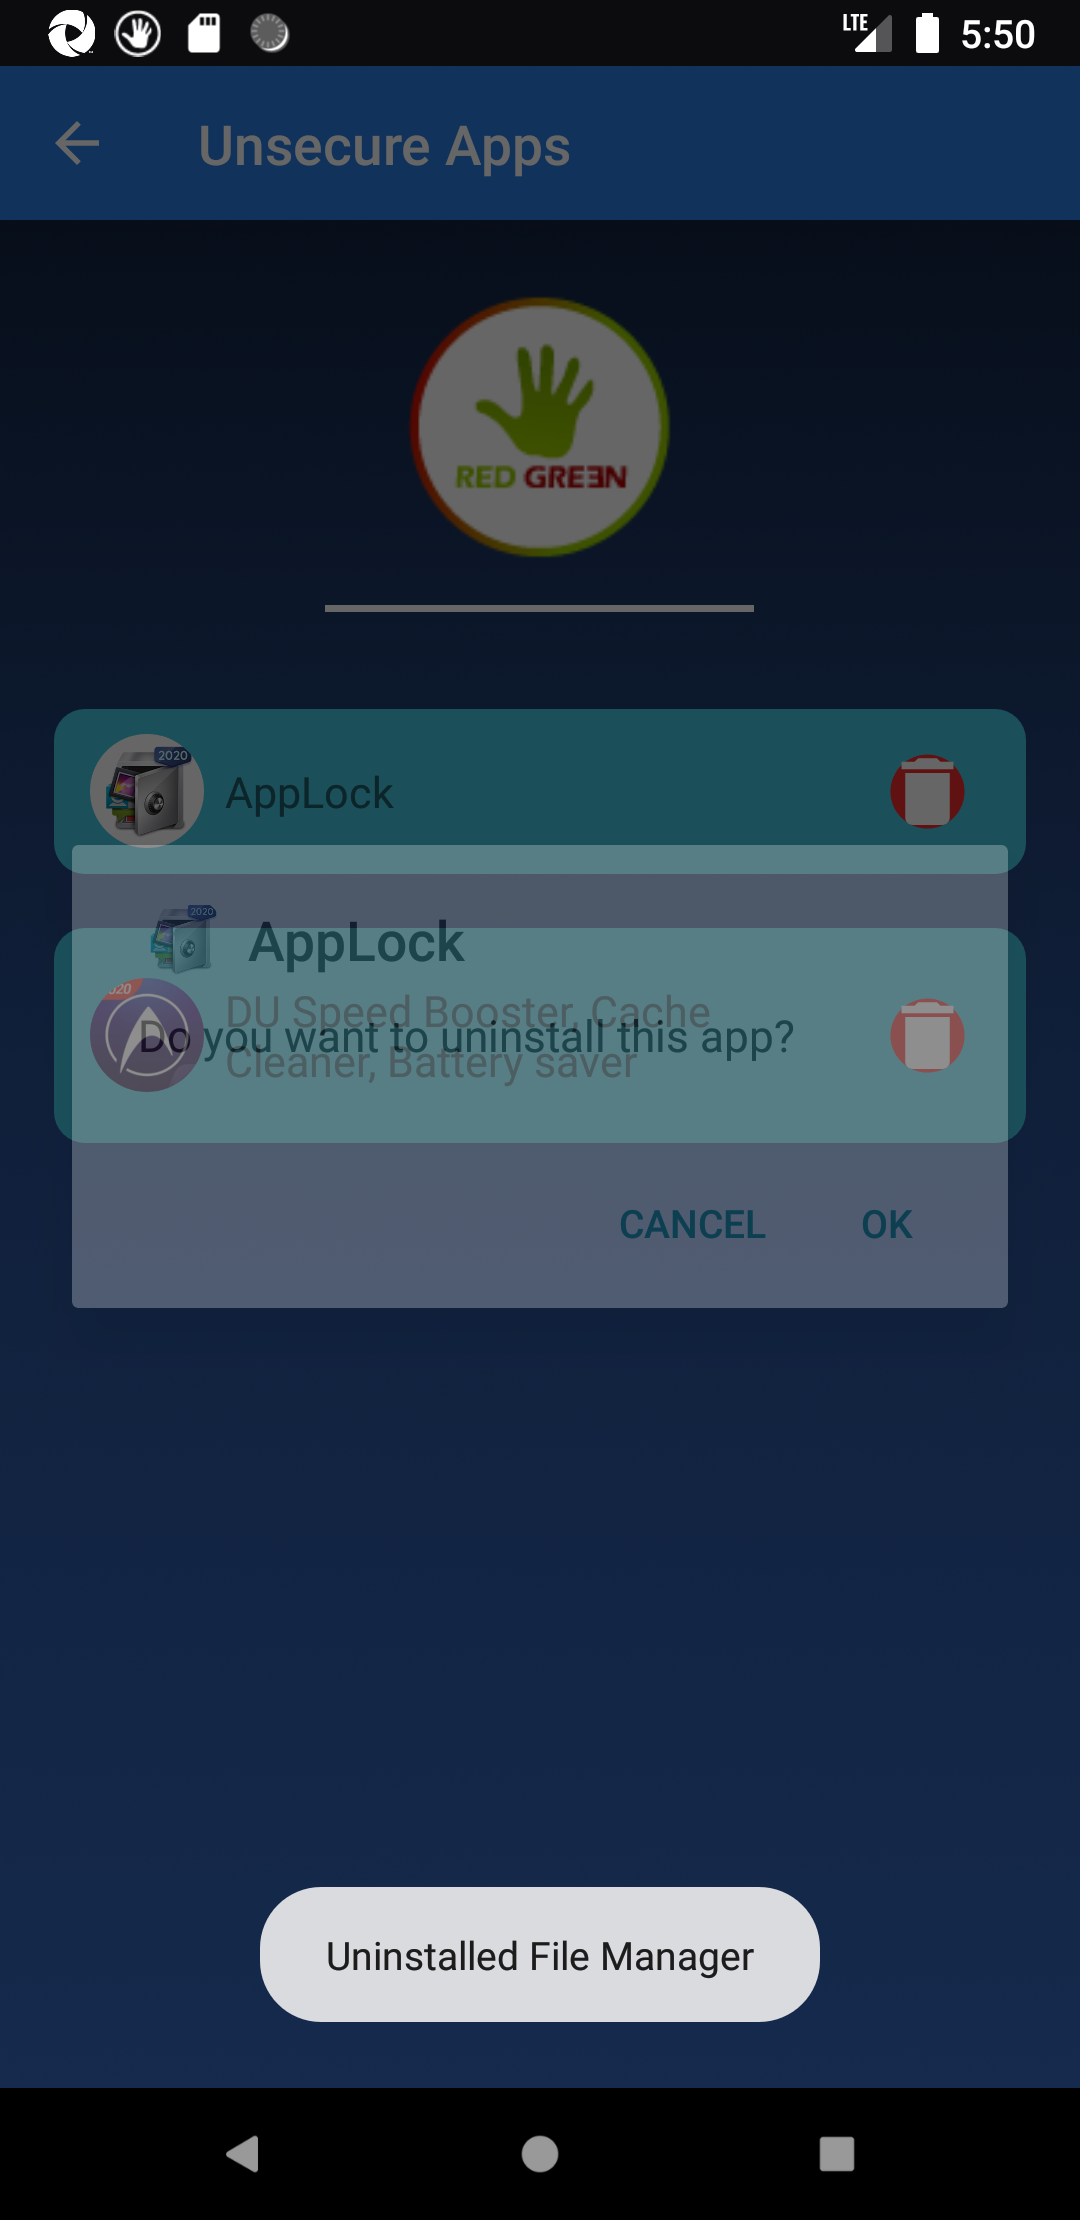 LTE 5:50
Unsecure Apps
RED GREEN
2020
AppLock
2020
AppLock
DU Speed Booster, Cache
Cleaner, Battery saver
Do you want to uninstall this app?
CANCEL OK
Uninstalled File Manager